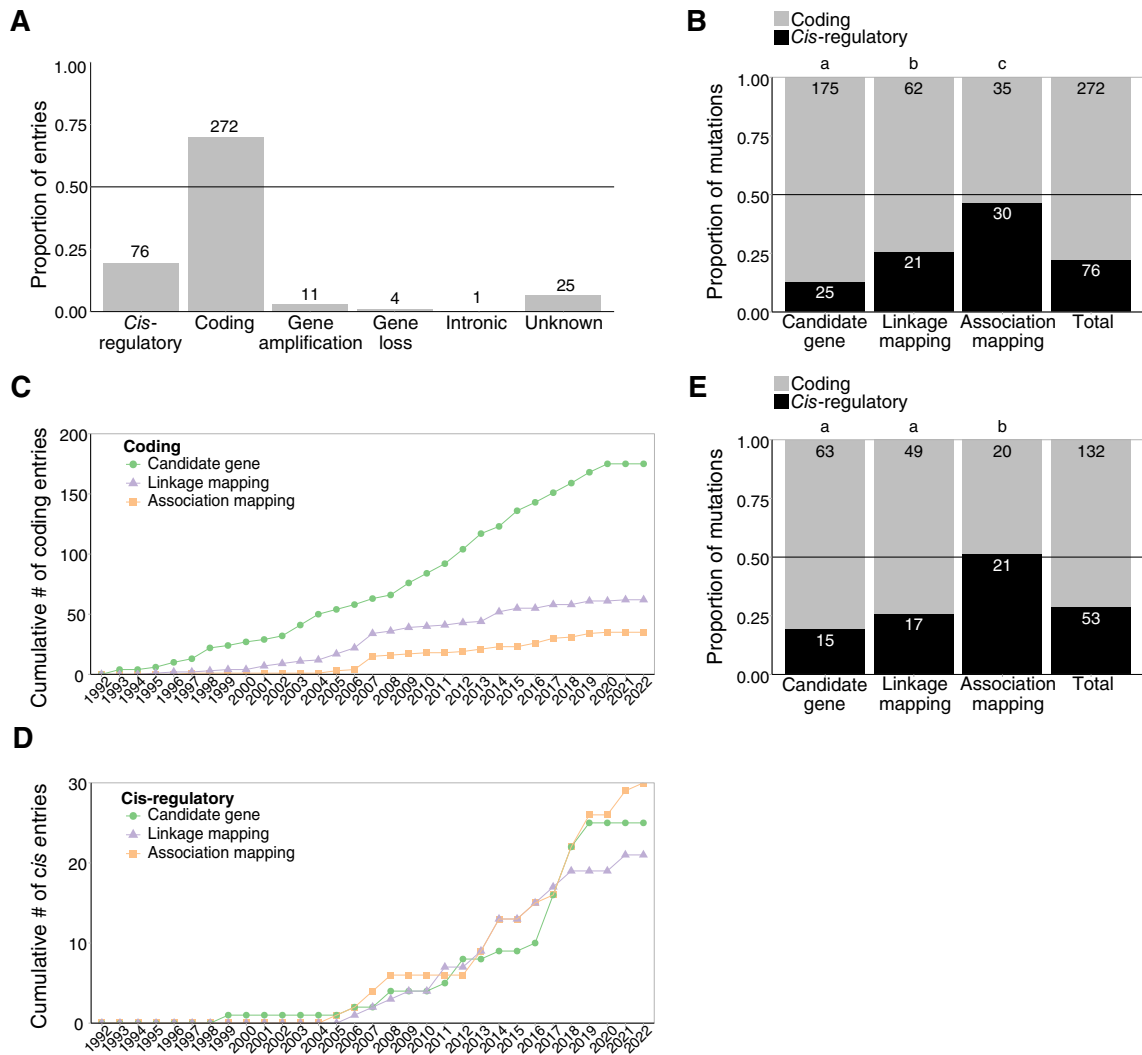 A
Proportion of entries
1.00
0.75
0.50
0.25
0.00
76
272
11
4
1
25
Cis-
regulatory
Coding
Gene
amplification
Gene
loss
Intronic
Unknown
B
Coding
Cis-regulatory
a b c
Proportion of mutations
1.00
0.75
0.50
0.25
0.00
175 62 35 272
25 21 30 76
Candidate
gene
Linkage
mapping
Association
mapping
Total
C
Cumulative # of coding entries
200
150
100
50
0
Coding
Candidate gene
Linkage mapping
Association mapping
1992 1993 1994 1995 1996 1997 1998 1999 2000 2001 2002 2003 2004 2005 2006 2007 2008 2009 2010 2011 2012 2013 2014 2015 2016 2017 2018 2019 2020 2021 2022
E
Coding
Cis-regulatory
a a b
Proportion of mutations
1.00
0.75
0.50
0.25
0.00
63 49 20 132
15 17 21 53
Candidate
gene
Linkage
mapping
Association
mapping
Total
D
Cumulative # of cis entries
30
20
10
0
Cis-regulatory
Candidate gene
Linkage mapping
Association mapping
1992 1993 1994 1995 1996 1997 1998 1999 2000 2001 2002 2003 2004 2005 2006 2007 2008 2009 2010 2011 2012 2013 2014 2015 2016 2017 2018 2019 2020 2021 2022